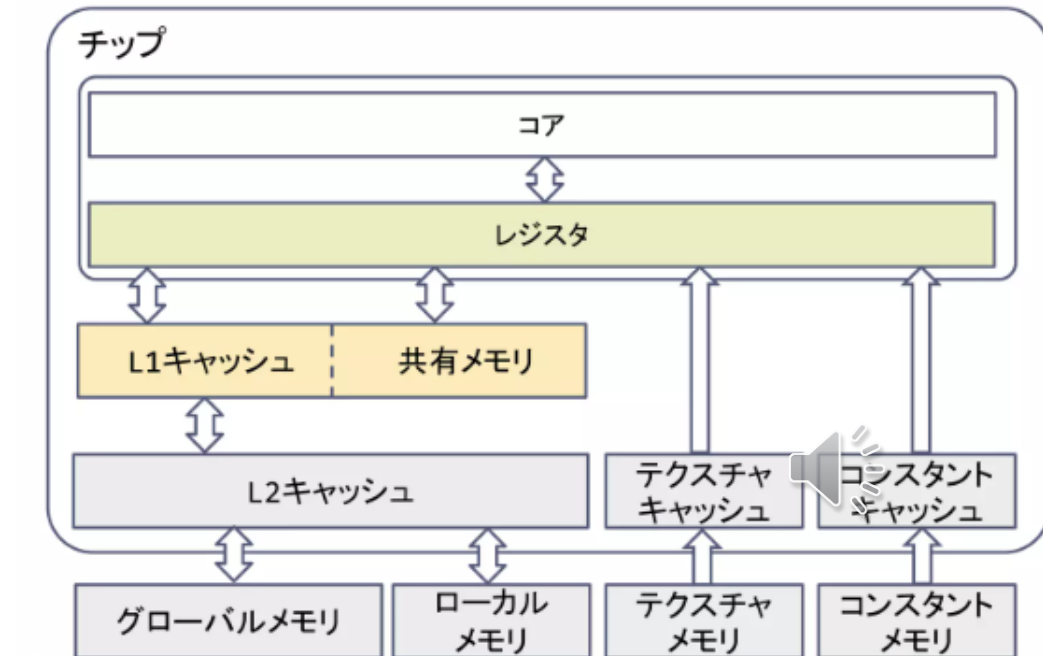 チップ
コア
レジスタ
L1キャッシュ
共有メモリ
L2キャッシュ
テクスチャ
キャッシュ
コンスタント
キャッシュ
グローバルメモリ
ローカル
メモリ
テクスチャ
メモリ
コンスタント
メモリ